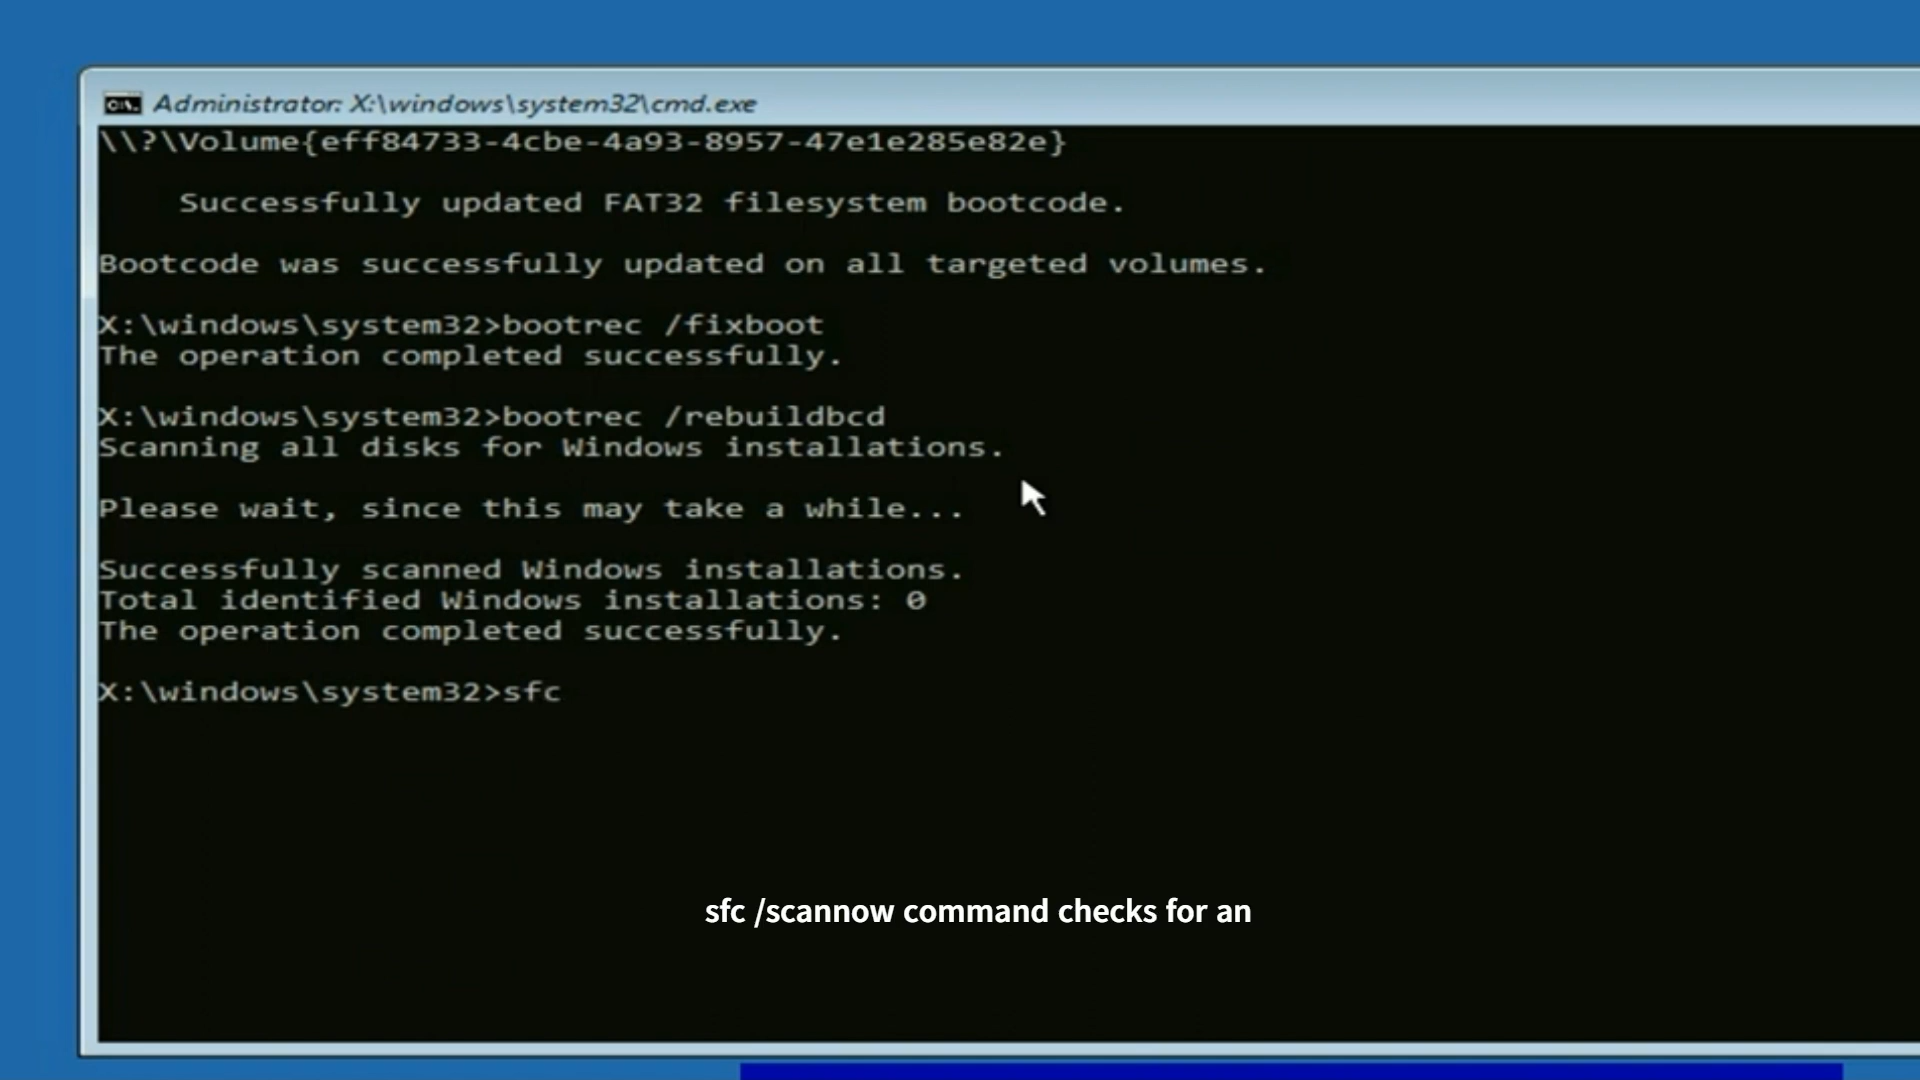 C:\.
Administrator: X:\windows\system32\cmd.exe
\\?\Volume{eff84733-4cbe-4a93-8957-47e1e285e82e}
Successfully updated FAT32 filesystem bootcode.
Bootcode was successfully updated on all targeted volumes.
X:\windows\system32>bootrec /fixboot
The operation completed successfully.
X:\windows\system32>bootrec /rebuildbcd
Scanning all disks for Windows installations.
Please wait, since this may take a while...
Successfully scanned Windows installations.
Total identified Windows installations: 0
The operation completed successfully.
X:\windows\system32>sfc
sfc /scannow command checks for an